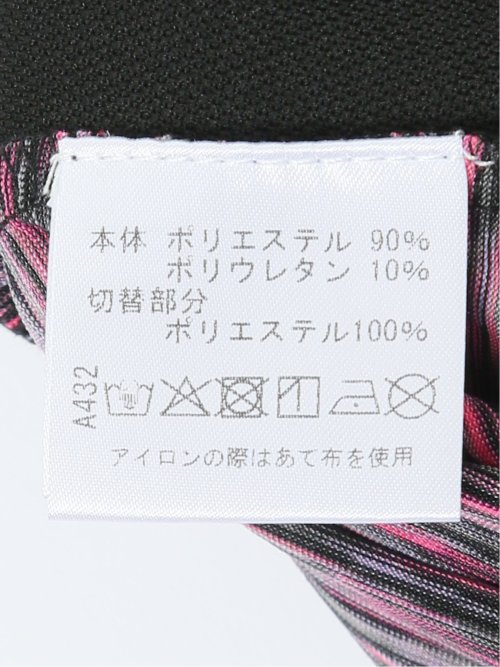 本体 ポリエステル 90%
ポリウレタン 10%
切替部分
ポリエステル100%
A432
アイロンの際はあて布を使用